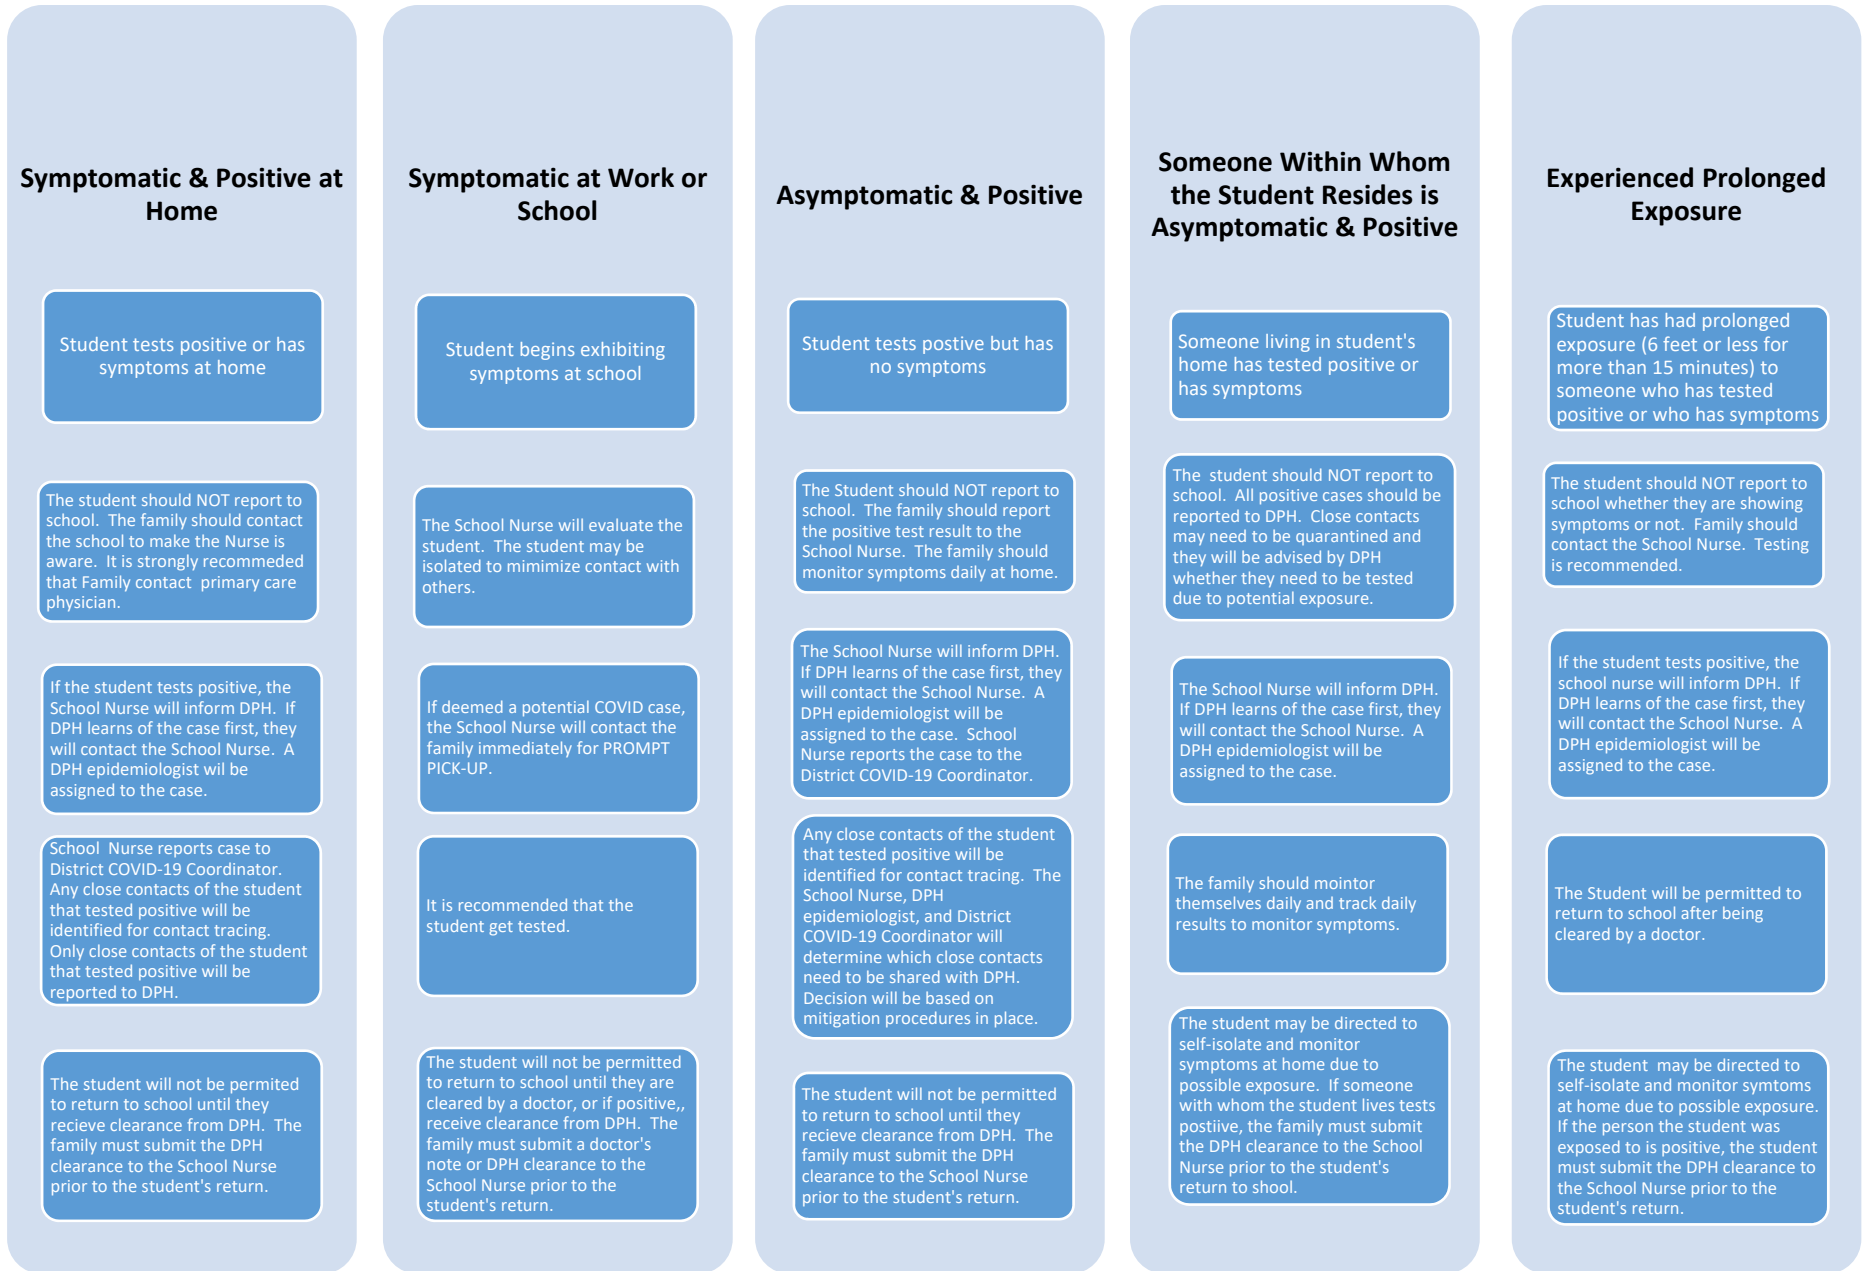 Symptomatic & Positive at
Home
Student tests positive or has
symptoms at home
The student should NOT report to
school. The family should contact
the school to make the Nurse is
aware. It is strongly recommeded
that Family contact primary care
physician.
If the student tests positive, the
School Nurse will inform DPH. If
DPH learns of the case first, they
will contact the School Nurse. A
DPH epidemiologist wil be
assigned to the case.
School Nurse reports case to
District COVID-19 Coordinator.
Any close contacts of the student
that tested positive will be
identified for contact tracing.
Only close contacts of the student
that tested positive will be
reported to DPH.
The student will not be permited
to return to school until they
recieve clearance from DPH. The
family must submit the DPH
clearance to the School Nurse
prior to the student's return.
Symptomatic at Work or
School
Student begins exhibiting
symptoms at school
The School Nurse will evaluate the
student. The student may be
isolated to mimimize contact with
others.
If deemed a potential COVID case,
the School Nurse will contact the
family immediately for PROMPT
PICK-UP.
It is recommended that the
student get tested.
The student will not be permitted
to return to school until they are
cleared by a doctor, or if positive,,
receive clearance from DPH. The
family must submit a doctor's
note or DPH clearance to the
School Nurse prior to the
student's return.
Asymptomatic & Positive
Student tests postive but has
no symptoms
The Student should NOT report to
school. The family should report
the positive test result to the
School Nurse. The family should
monitor symptoms daily at home.
The School Nurse will inform DPH.
If DPH learns of the case first, they
will contact the School Nurse. A
DPH epidemiologist will be
assigned to the case. School
Nurse reports the case to the
District COVID-19 Coordinator.
Any close contacts of the student
that tested positive will be
identified for contact tracing. The
School Nurse, DPH
epidemiologist, and District
COVID-19 Coordinator will
determine which close contacts
need to be shared with DPH.
Decision will be based on
mitigation procedures in place.
The student will not be permitted
to return to school until they
recieve clearance from DPH. The
family must submit the DPH
clearance to the School Nurse
prior to the student's return.
Someone Within Whom
the Student Resides is
Asymptomatic & Positive
Someone living in student's
home has tested positive or
has symptoms
The student should NOT report to
school. All positive cases should be
reported to DPH. Close contacts
may need to be quarantined and
they will be advised by DPH
whether they need to be tested
due to potential exposure.
The School Nurse will inform DPH.
If DPH learns of the case first, they
will contact the School Nurse. A
DPH epidemiologist will be
assigned to the case.
The family should mointor
themselves daily and track daily
results to monitor symptoms.
The student may be directed to
self-isolate and monitor
symptoms at home due to
possible exposure. If someone
with whom the student lives tests
postiive, the family must submit
the DPH clearance to the School
Nurse prior to the student's
return to shool.
Experienced Prolonged
Exposure
Student has had prolonged
exposure (6 feet or less for
more than 15 minutes) to
someone who has tested
positive or who has symptoms
The student should NOT report to
school whether they are showing
symptoms or not. Family should
contact the School Nurse. Testing
is recommended.
If the student tests positive, the
school nurse will inform DPH. If
DPH learns of the case first, they
will contact the School Nurse. A
DPH epidemiologist will be
assigned to the case.
The Student will be permitted to
return to school after being
cleared by a doctor.
The student may be directed to
self-isolate and monitor symtoms
at home due to possible exposure.
If the person the student was
exposed to is positive, the student
must submit the DPH clearance to
the School Nurse prior to the
student's return.